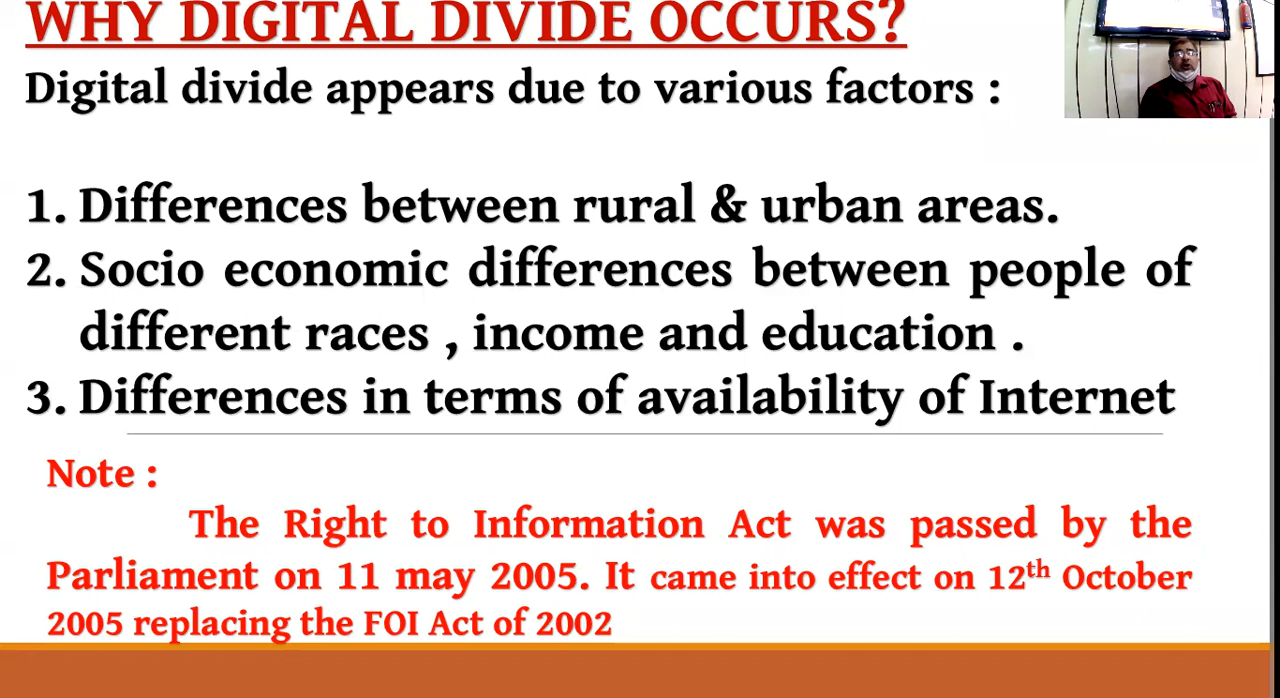 WHY DIGITAL DIVIDE OCCURS?
Digital divide appears due to various factors :
1. Differences between rural & urban areas.
2. Socio economic differences between people of
different races , income and education .
3. Differences in terms of availability of Internet
Note :
The Right to Information Act was passed by the
Parliament on 11 may 2005. It came into effect on 12th October
2005 replacing the FOI Act of 2002